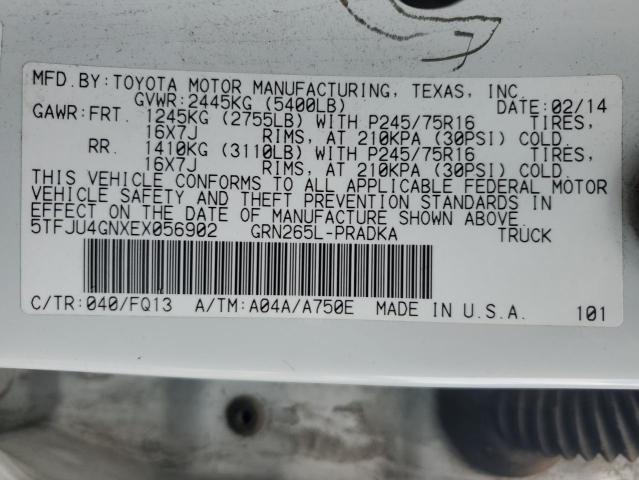 MFD. BY: TOYOTA MOTOR MANUFACTURING, TEXAS, INC.
GVWR: 2445KG (5400LB) DATE: 02/14
GAWR: FRT. 1245KG (2755LB) WITH P245/75R16 TIRES,
16X7J RIMS, AT 210KPA (30PSI) COLD.
RR. 1410KG (3110LB) WITH P245/75R16 TIRES,
16X7J RIMS, AT 210KPA (30PSI) COLD.
THIS VEHICLE CONFORMS TO ALL APPLICABLE FEDERAL MOTOR
VEHICLE SAFETY AND THEFT PREVENTION STANDARDS IN
EFFECT ON THE DATE OF MANUFACTURE SHOWN ABOVE.
5TFJU4GNXEX056902 GRN265L-PRADKA TRUCK
C/TR: 040/FQ13 A/TM: A04A/A750E MADE IN U.S.A. 101